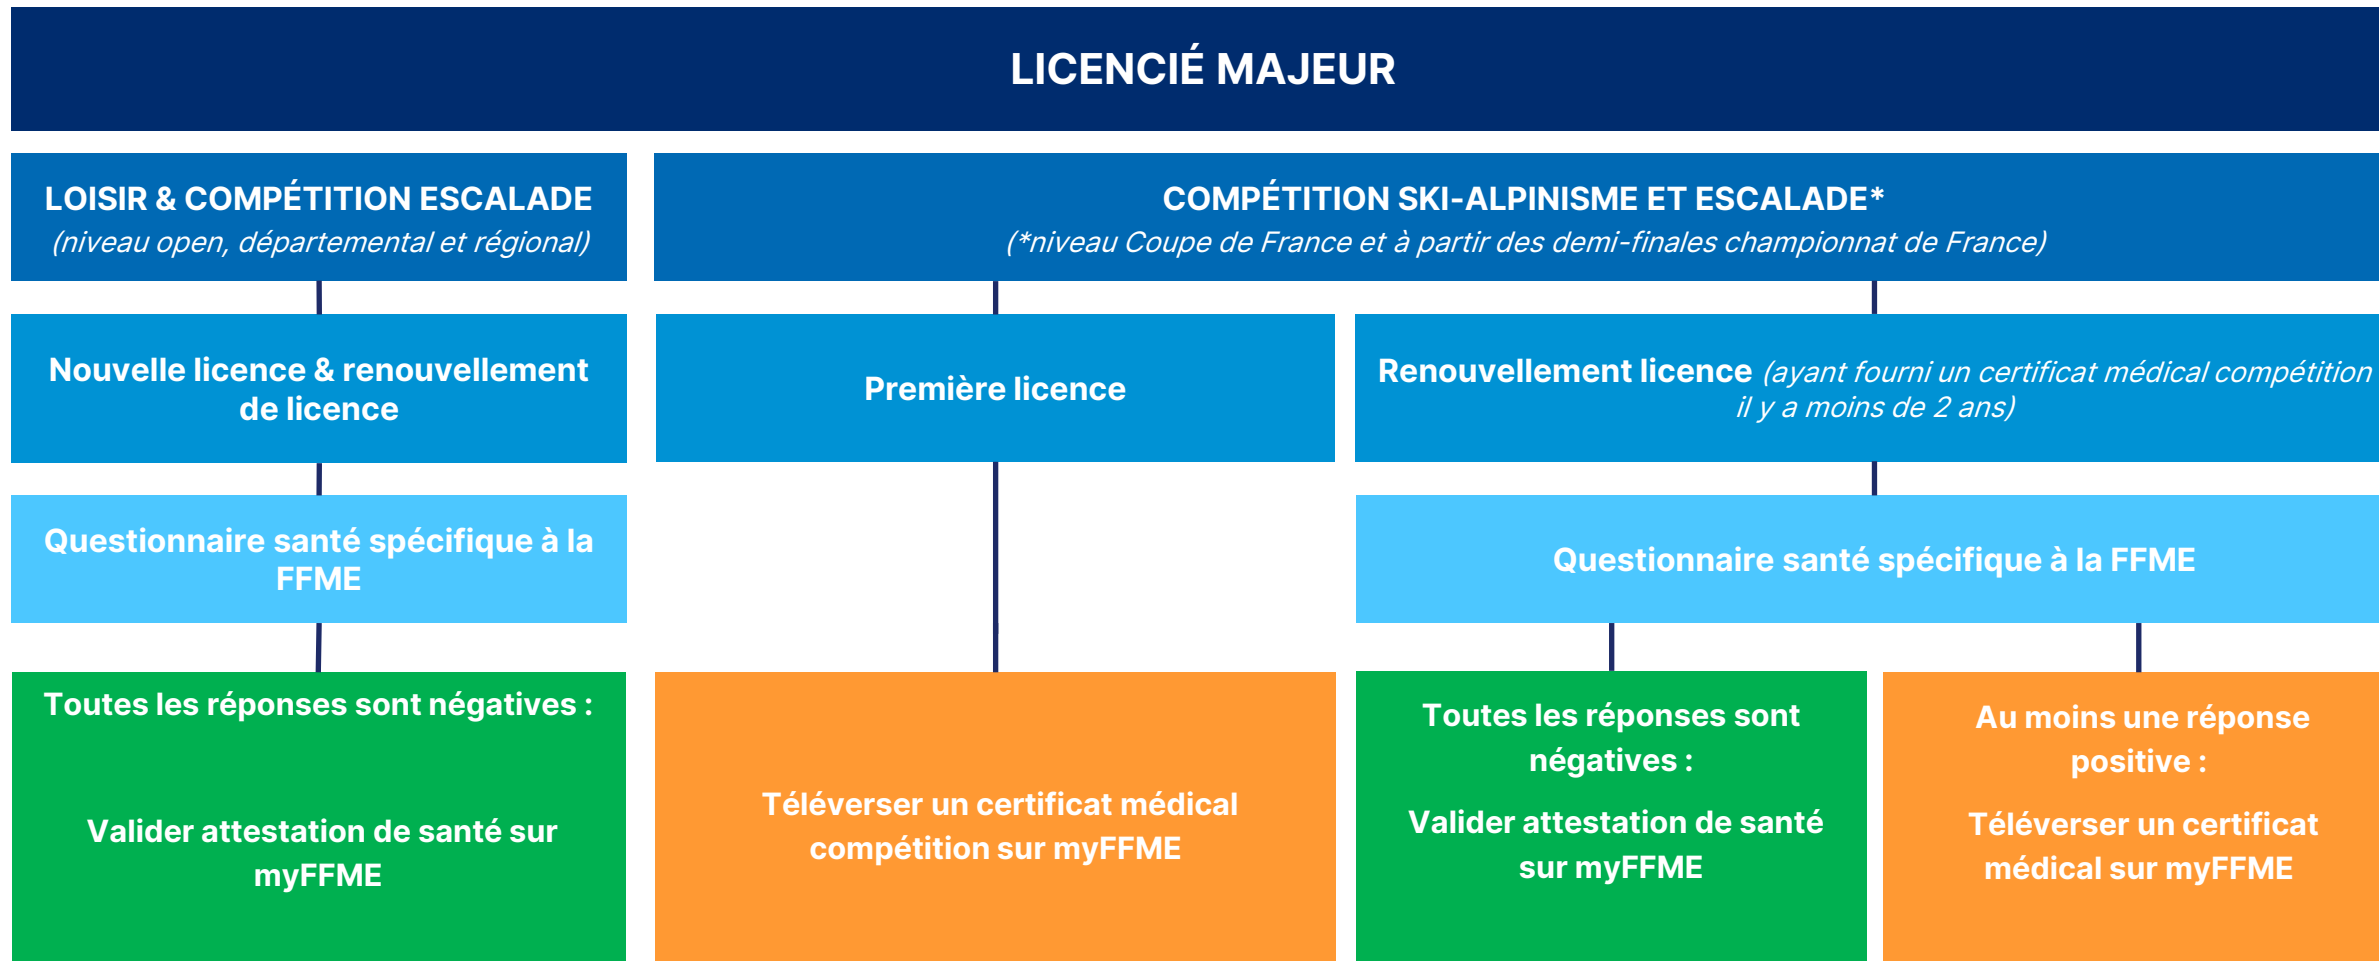 LICENCIÉ MAJEUR
LOISIR & COMPÉTITION ESCALADE
(niveau open, départemental et régional)
COMPÉTITION SKI-ALPINISME ET ESCALADE*
(*niveau Coupe de France et à partir des demi-finales championnat de France)
Nouvelle licence & renouvellement
de licence
Première licence
Renouvellement licence (ayant fourni un certificat médical compétition
il y a moins de 2 ans)
Questionnaire santé spécifique à la
FFME
Questionnaire santé spécifique à la FFME
Toutes les réponses sont négatives :
Valider attestation de santé sur
myFFME
Téléverser un certificat médical
compétition sur myFFME
Toutes les réponses sont
négatives :
Valider attestation de santé
sur myFFME
Au moins une réponse
positive :
Téléverser un certificat
médical sur myFFME